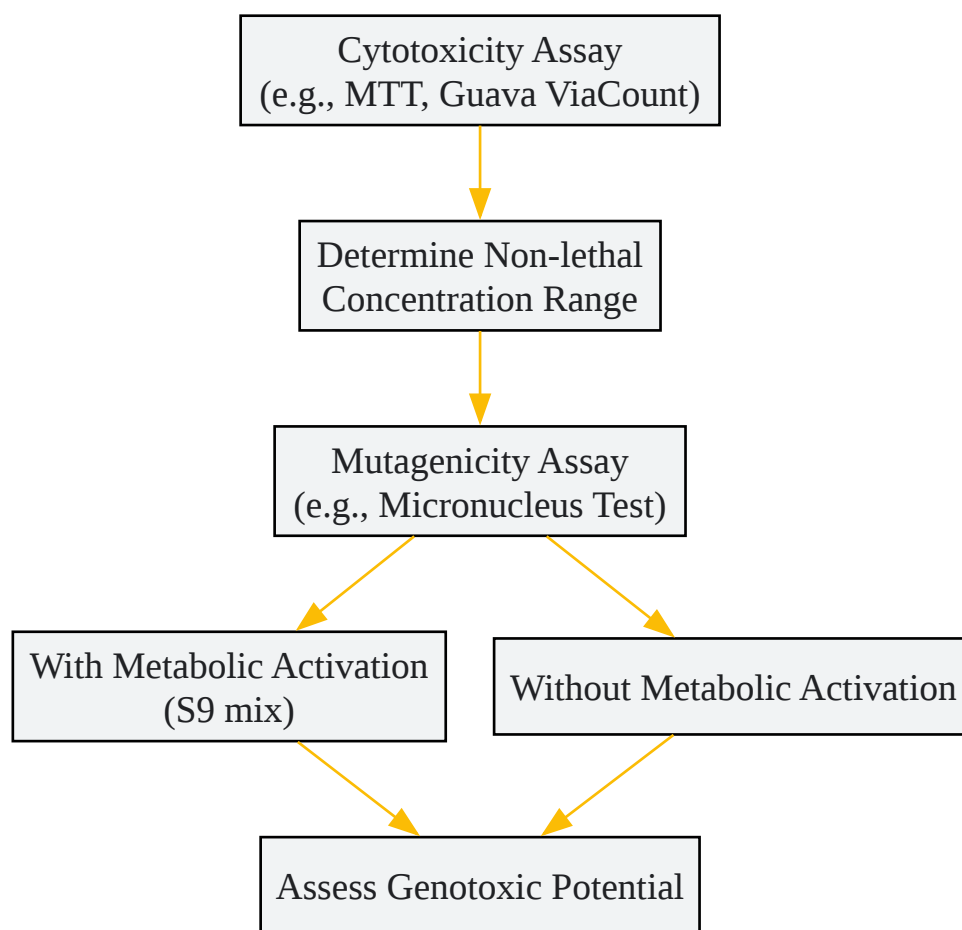 Cytotoxicity Assay
(e.g., MTT, Guava ViaCount)
Determine Non-lethal
Concentration Range
Mutagenicity Assay
(e.g., Micronucleus Test)
With Metabolic Activation
(S9 mix)
Without Metabolic Activation
Assess Genotoxic Potential